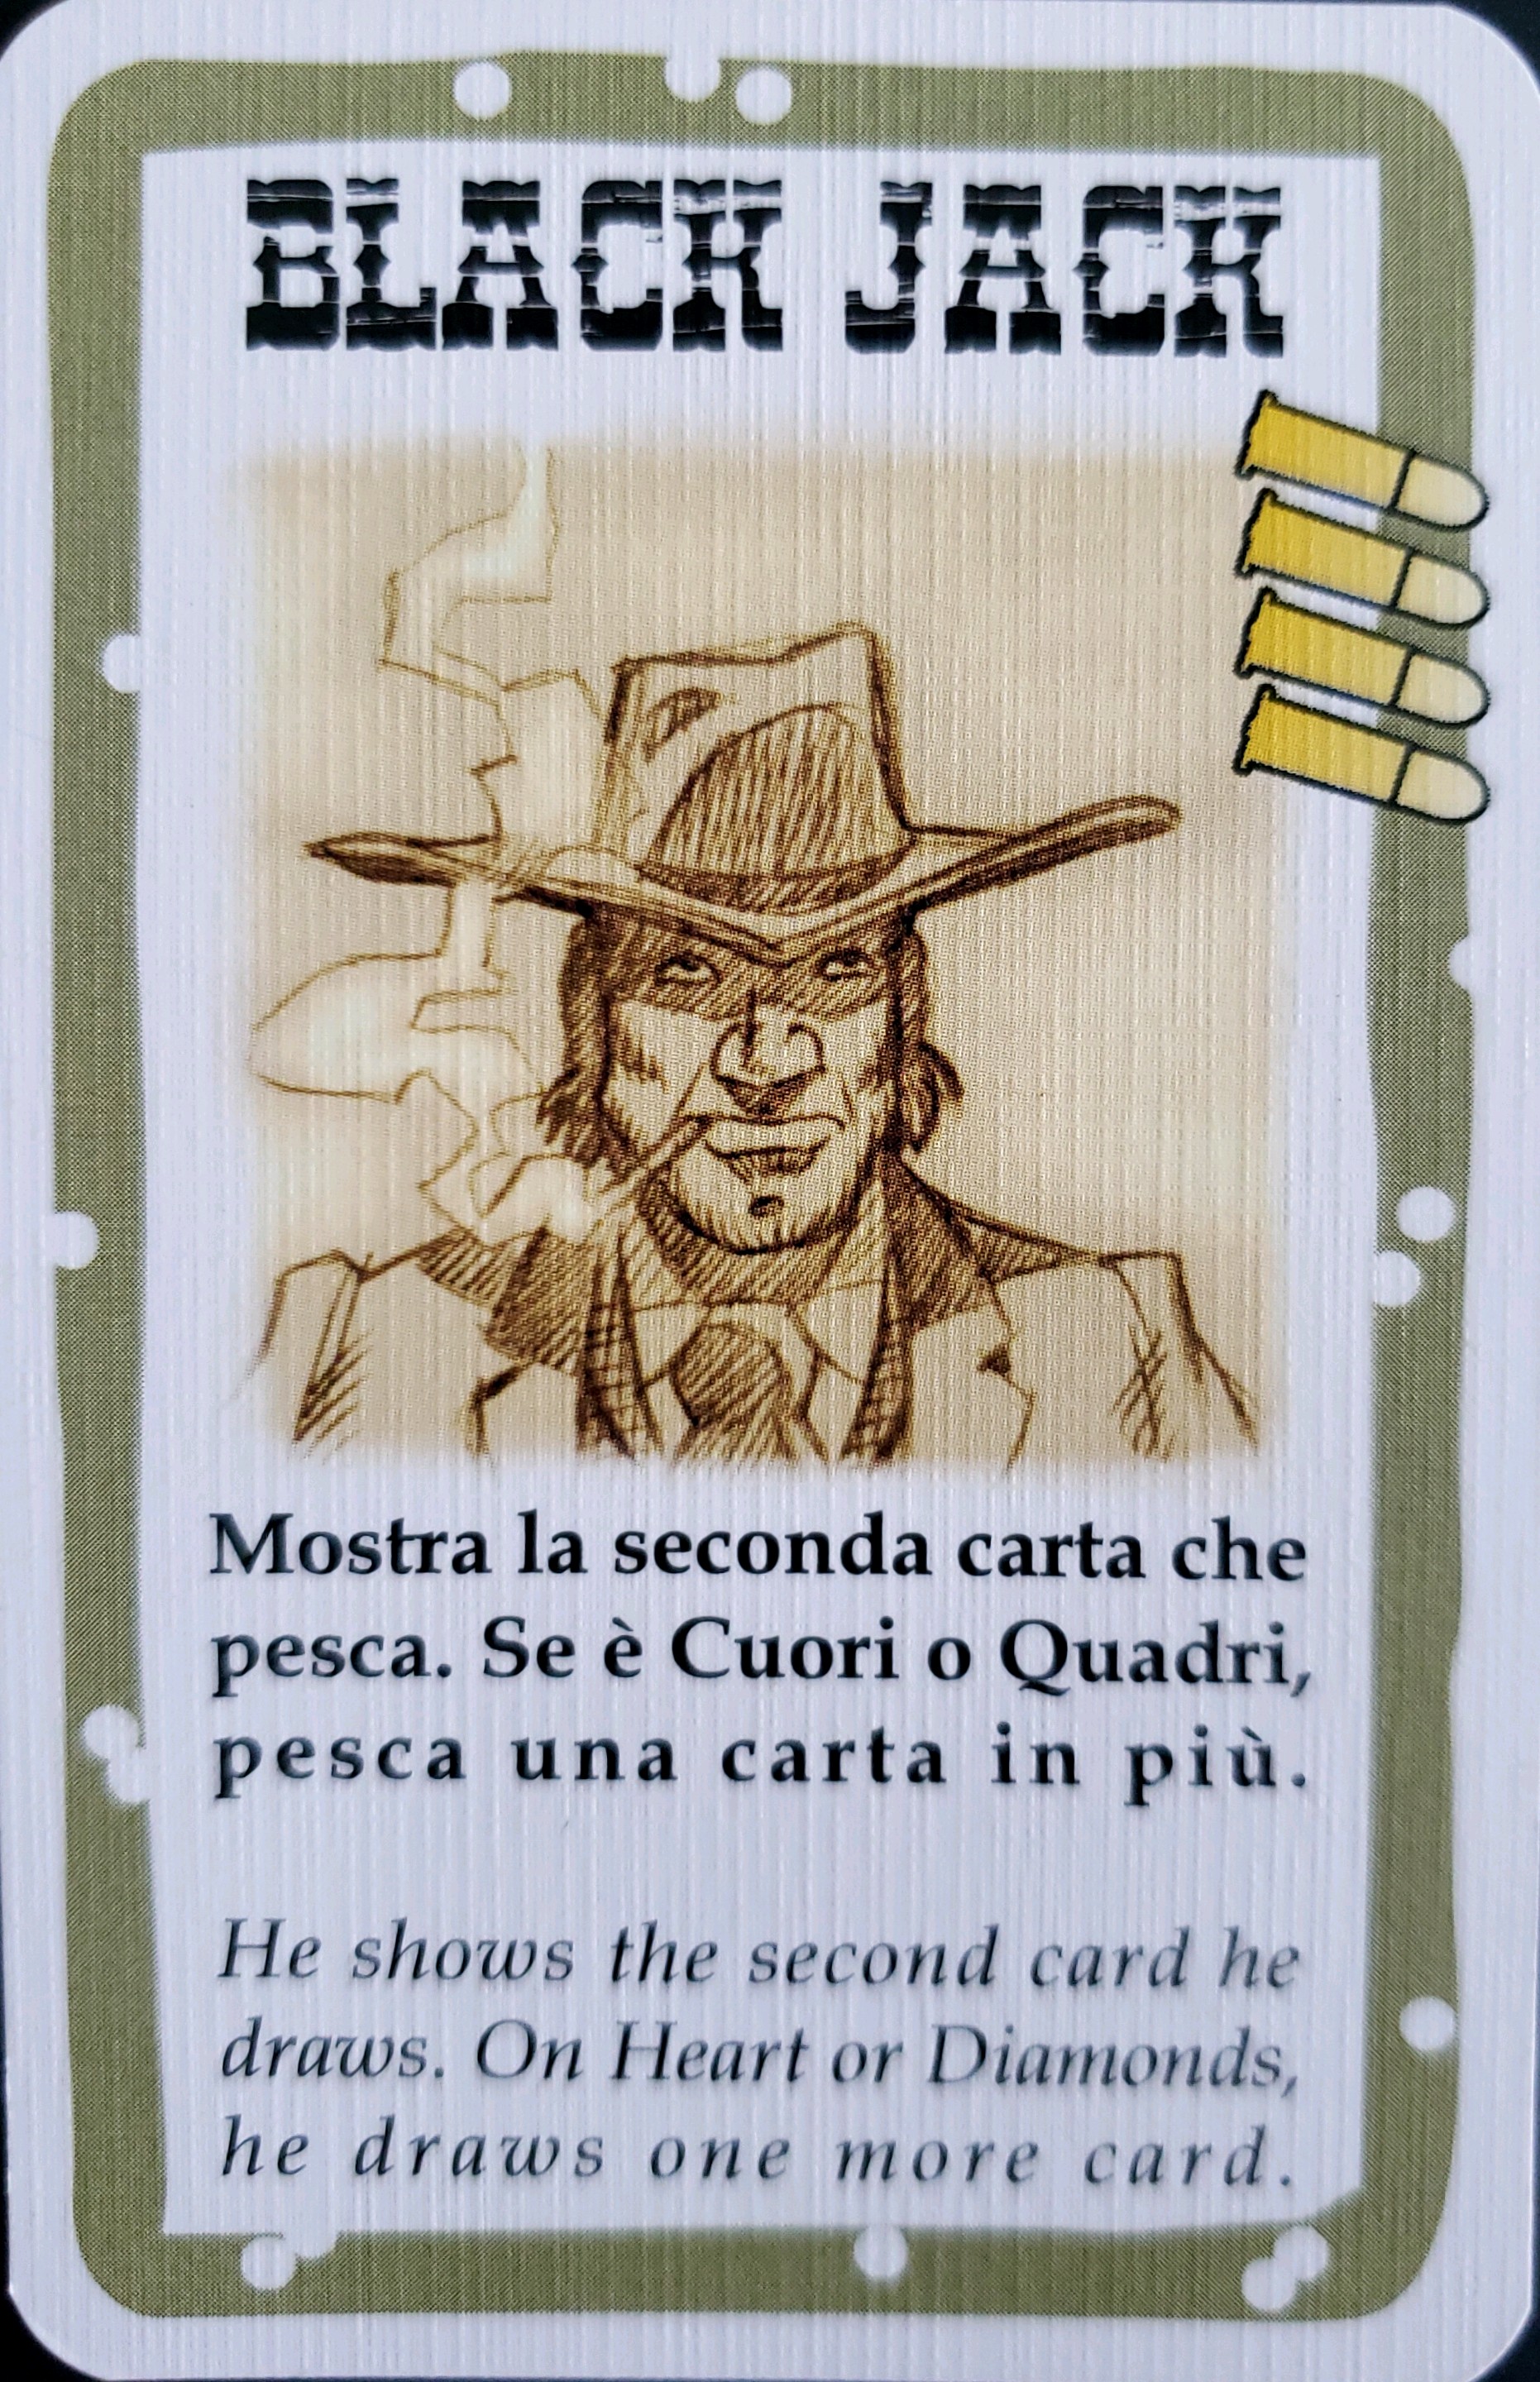 BLACK JACK
Mostra la seconda carta che
pesca. Se è Cuori o Quadri,
pesca una carta in più.
He shows the second card he
draws. On Heart or Diamonds,
he draws one more card.